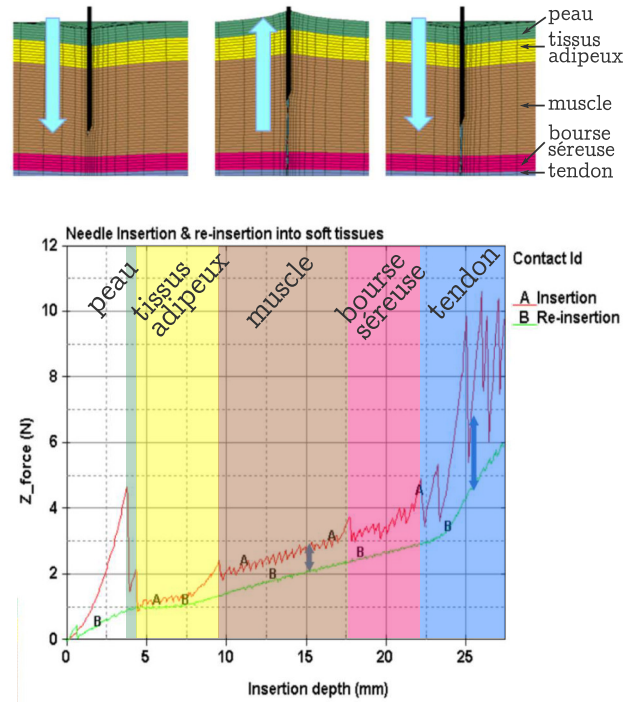 peau
tissus
adipeux
muscle
bourse
séreuse
tendon
Needle Insertion & re-insertion into soft tissues
peau
tissus
adipeux
muscle
bourse
séreuse
tendon
Contact Id
A Insertion
B Re-insertion
Z_force (N)
12
10
8
6
4
2
0
A
A
A
A
B
B
B
B
B
0
5
10
15
20
25
Insertion depth (mm)